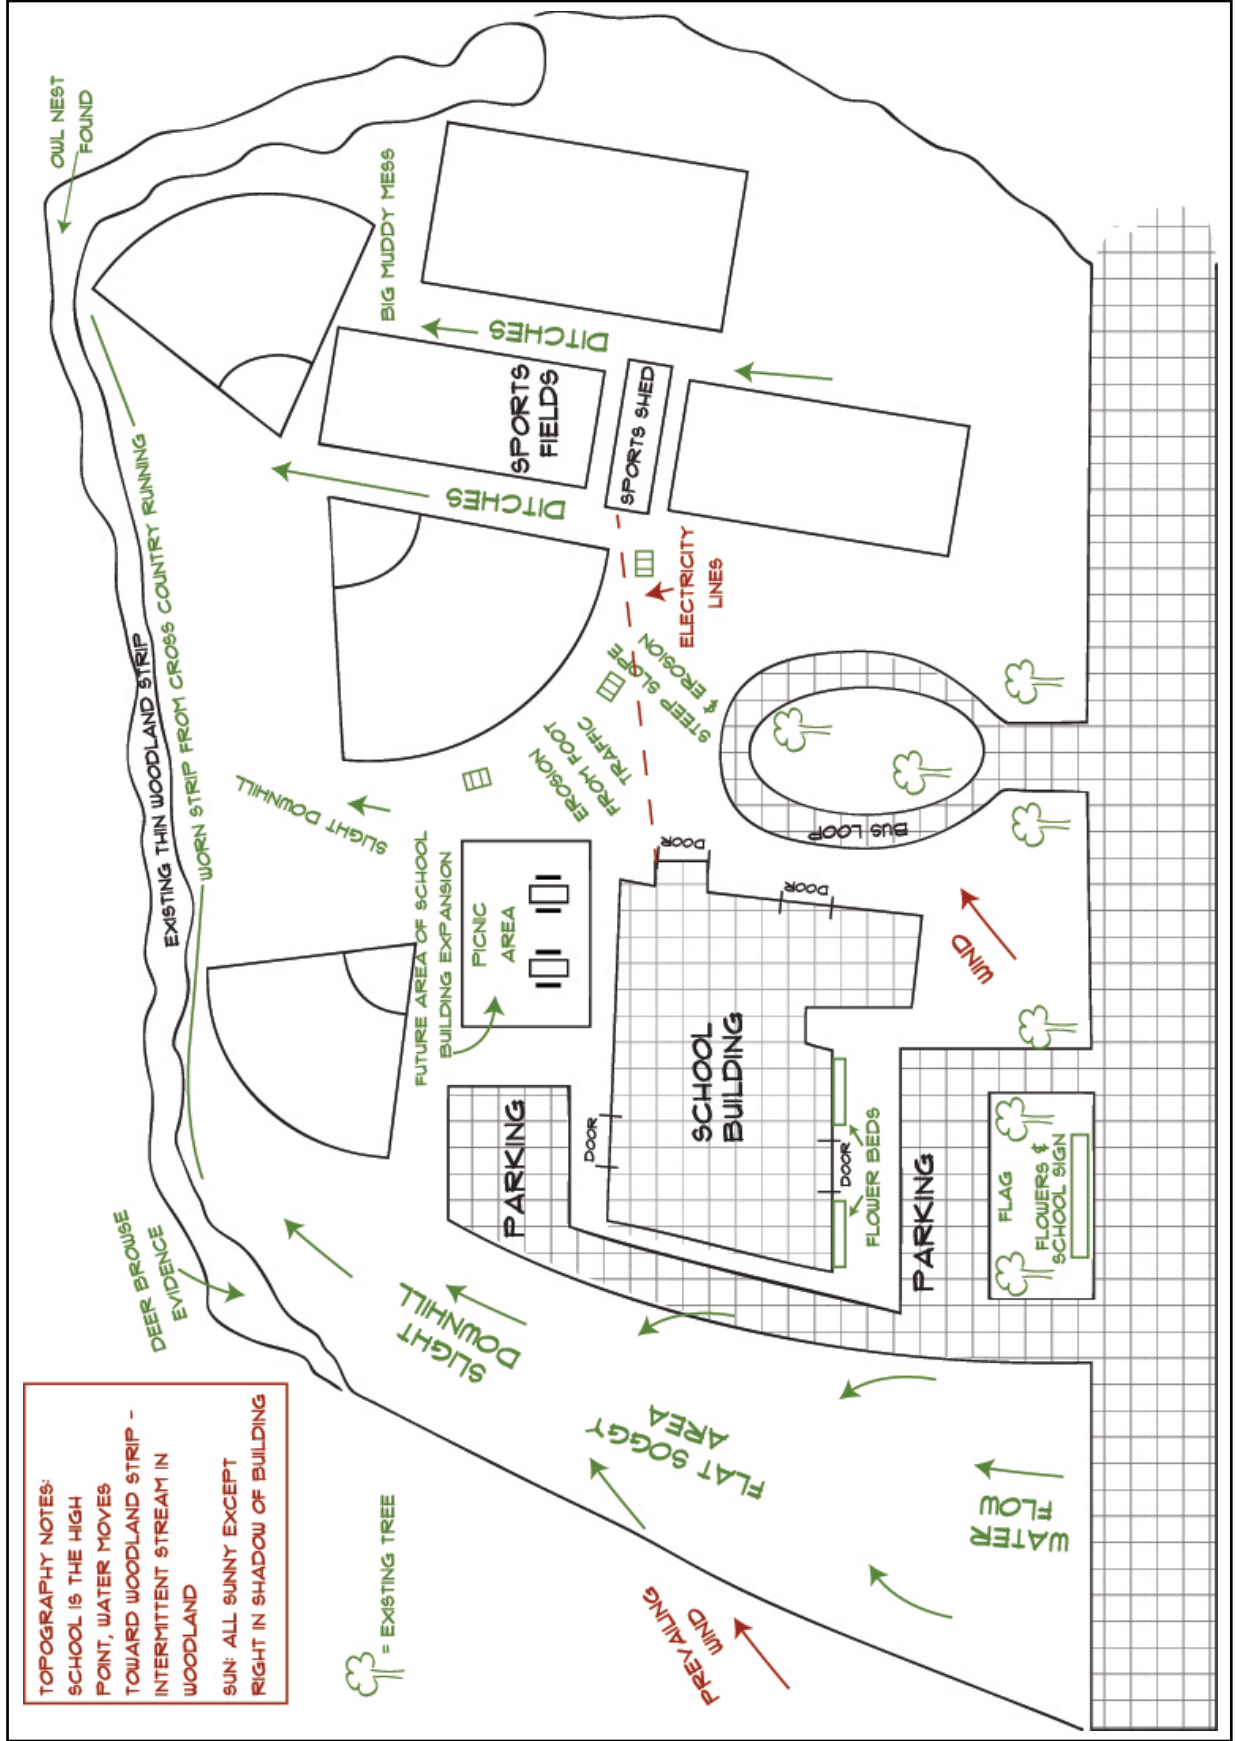 TOPOGRAPHY NOTES:
SCHOOL IS THE HIGH
POINT, WATER MOVES
TOWARD WOODLAND STRIP -
INTERMITTENT STREAM IN
WOODLAND
SUN: ALL SUNNY EXCEPT
RIGHT IN SHADOW OF BUILDING
= EXISTING TREE
DEER BROWSE
EVIDENCE
EXISTING THIN WOODLAND STRIP
WORN STRIP FROM CROSS COUNTRY RUNNING
OWL NEST
FOUND
SLIGHT DOWNHILL
BIG MUDDY MESS
DITCHES
DITCHES
SPORTS
FIELDS
SPORTS SHED
ELECTRICITY
LINES
STEEP SLOPE
& EROSION
EROSION
FROM FOOT
TRAFFIC
FUTURE AREA OF SCHOOL
BUILDING EXPANSION
PICNIC
AREA
PARKING
DOOR
SCHOOL
BUILDING
DOOR
DOOR
BUS LOOP
DOOR
FLOWER BEDS
PARKING
FLAG
FLOWERS &
SCHOOL SIGN
WIND
SLIGHT
DOWNHILL
FLAT SOGGY
AREA
WATER
FLOW
PREVAILING
WIND